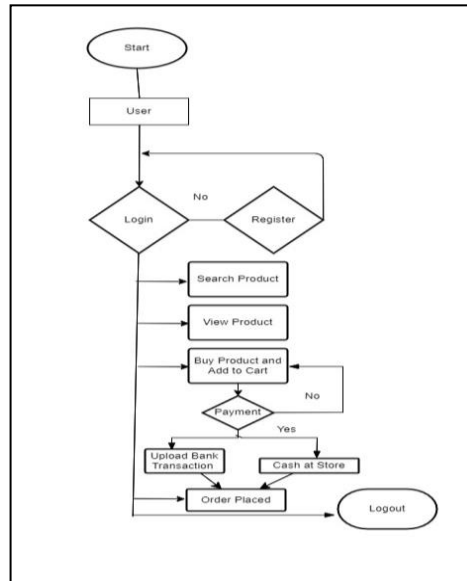 Start
User
No
Login
Register
Search Product
View Product
Buy Product and
Add to Cart
No
Payment
Yes
Upload Bank
Transaction
Cash at Store
Order Placed
Logout